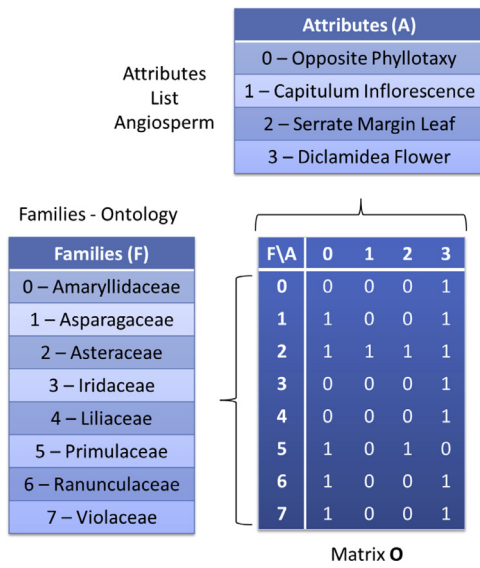 Attributes
List
Angiosperm
Attributes (A)
0 – Opposite Phyllotaxy
1 – Capitulum Inflorescence
2 – Serrate Margin Leaf
3 – Diclamidea Flower
Families - Ontology
Families (F)
0 – Amaryllidaceae
1 – Asparagaceae
2 – Asteraceae
3 – Iridaceae
4 – Liliaceae
5 – Primulaceae
6 – Ranunculaceae
7 – Violaceae
F\A 0 1 2 3
0 0 0 0 1
1 1 0 0 1
2 1 1 1 1
3 0 0 0 1
4 0 0 0 1
5 1 0 1 0
6 1 0 0 1
7 1 0 0 1
Matrix O